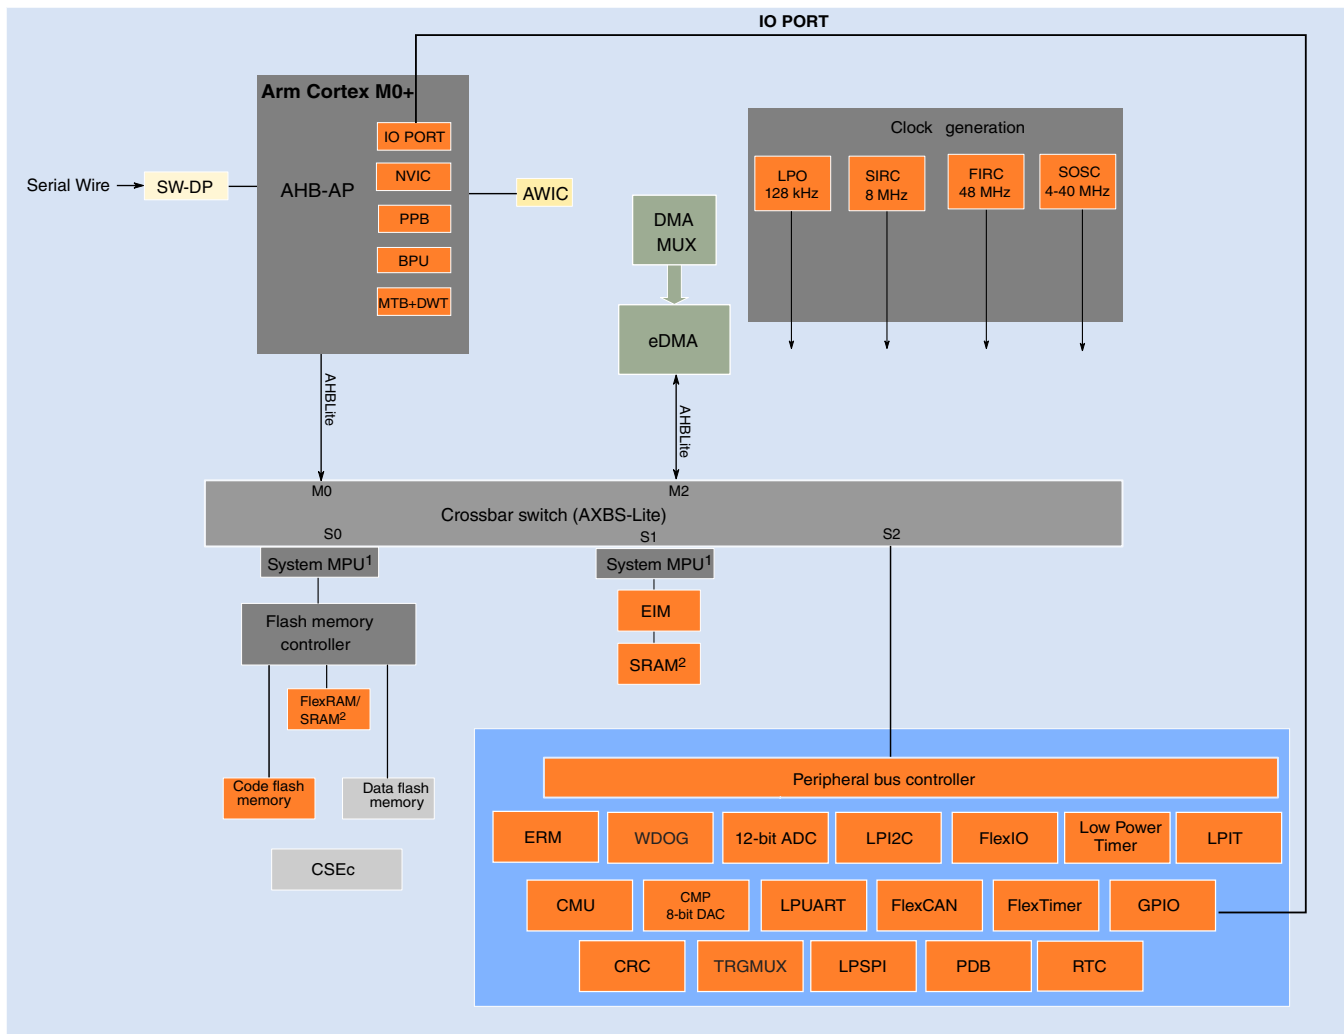 IO PORT
Arm Cortex M0+
IO PORT
NVIC
AHB-AP
PPB
BPU
MTB+DWT
Serial Wire
SW-DP
AWIC
DMA
MUX
eDMA
Clock generation
LPO
128 kHz
SIRC
8 MHz
FIRC
48 MHz
SOSC
4-40 MHz
AHBLite
AHBLite
M0
M2
Crossbar switch (AXBS-Lite)
S0
S1
S2
System MPU1
System MPU1
Flash memory
controller
EIM
SRAM2
FlexRAM/
SRAM2
Code flash
memory
Data flash
memory
CSEc
Peripheral bus controller
ERM
WDOG
12-bit ADC
LPI2C
FlexIO
Low Power
Timer
LPIT
CMU
CMP
8-bit DAC
LPUART
FlexCAN
FlexTimer
GPIO
CRC
TRGMUX
LPSPI
PDB
RTC